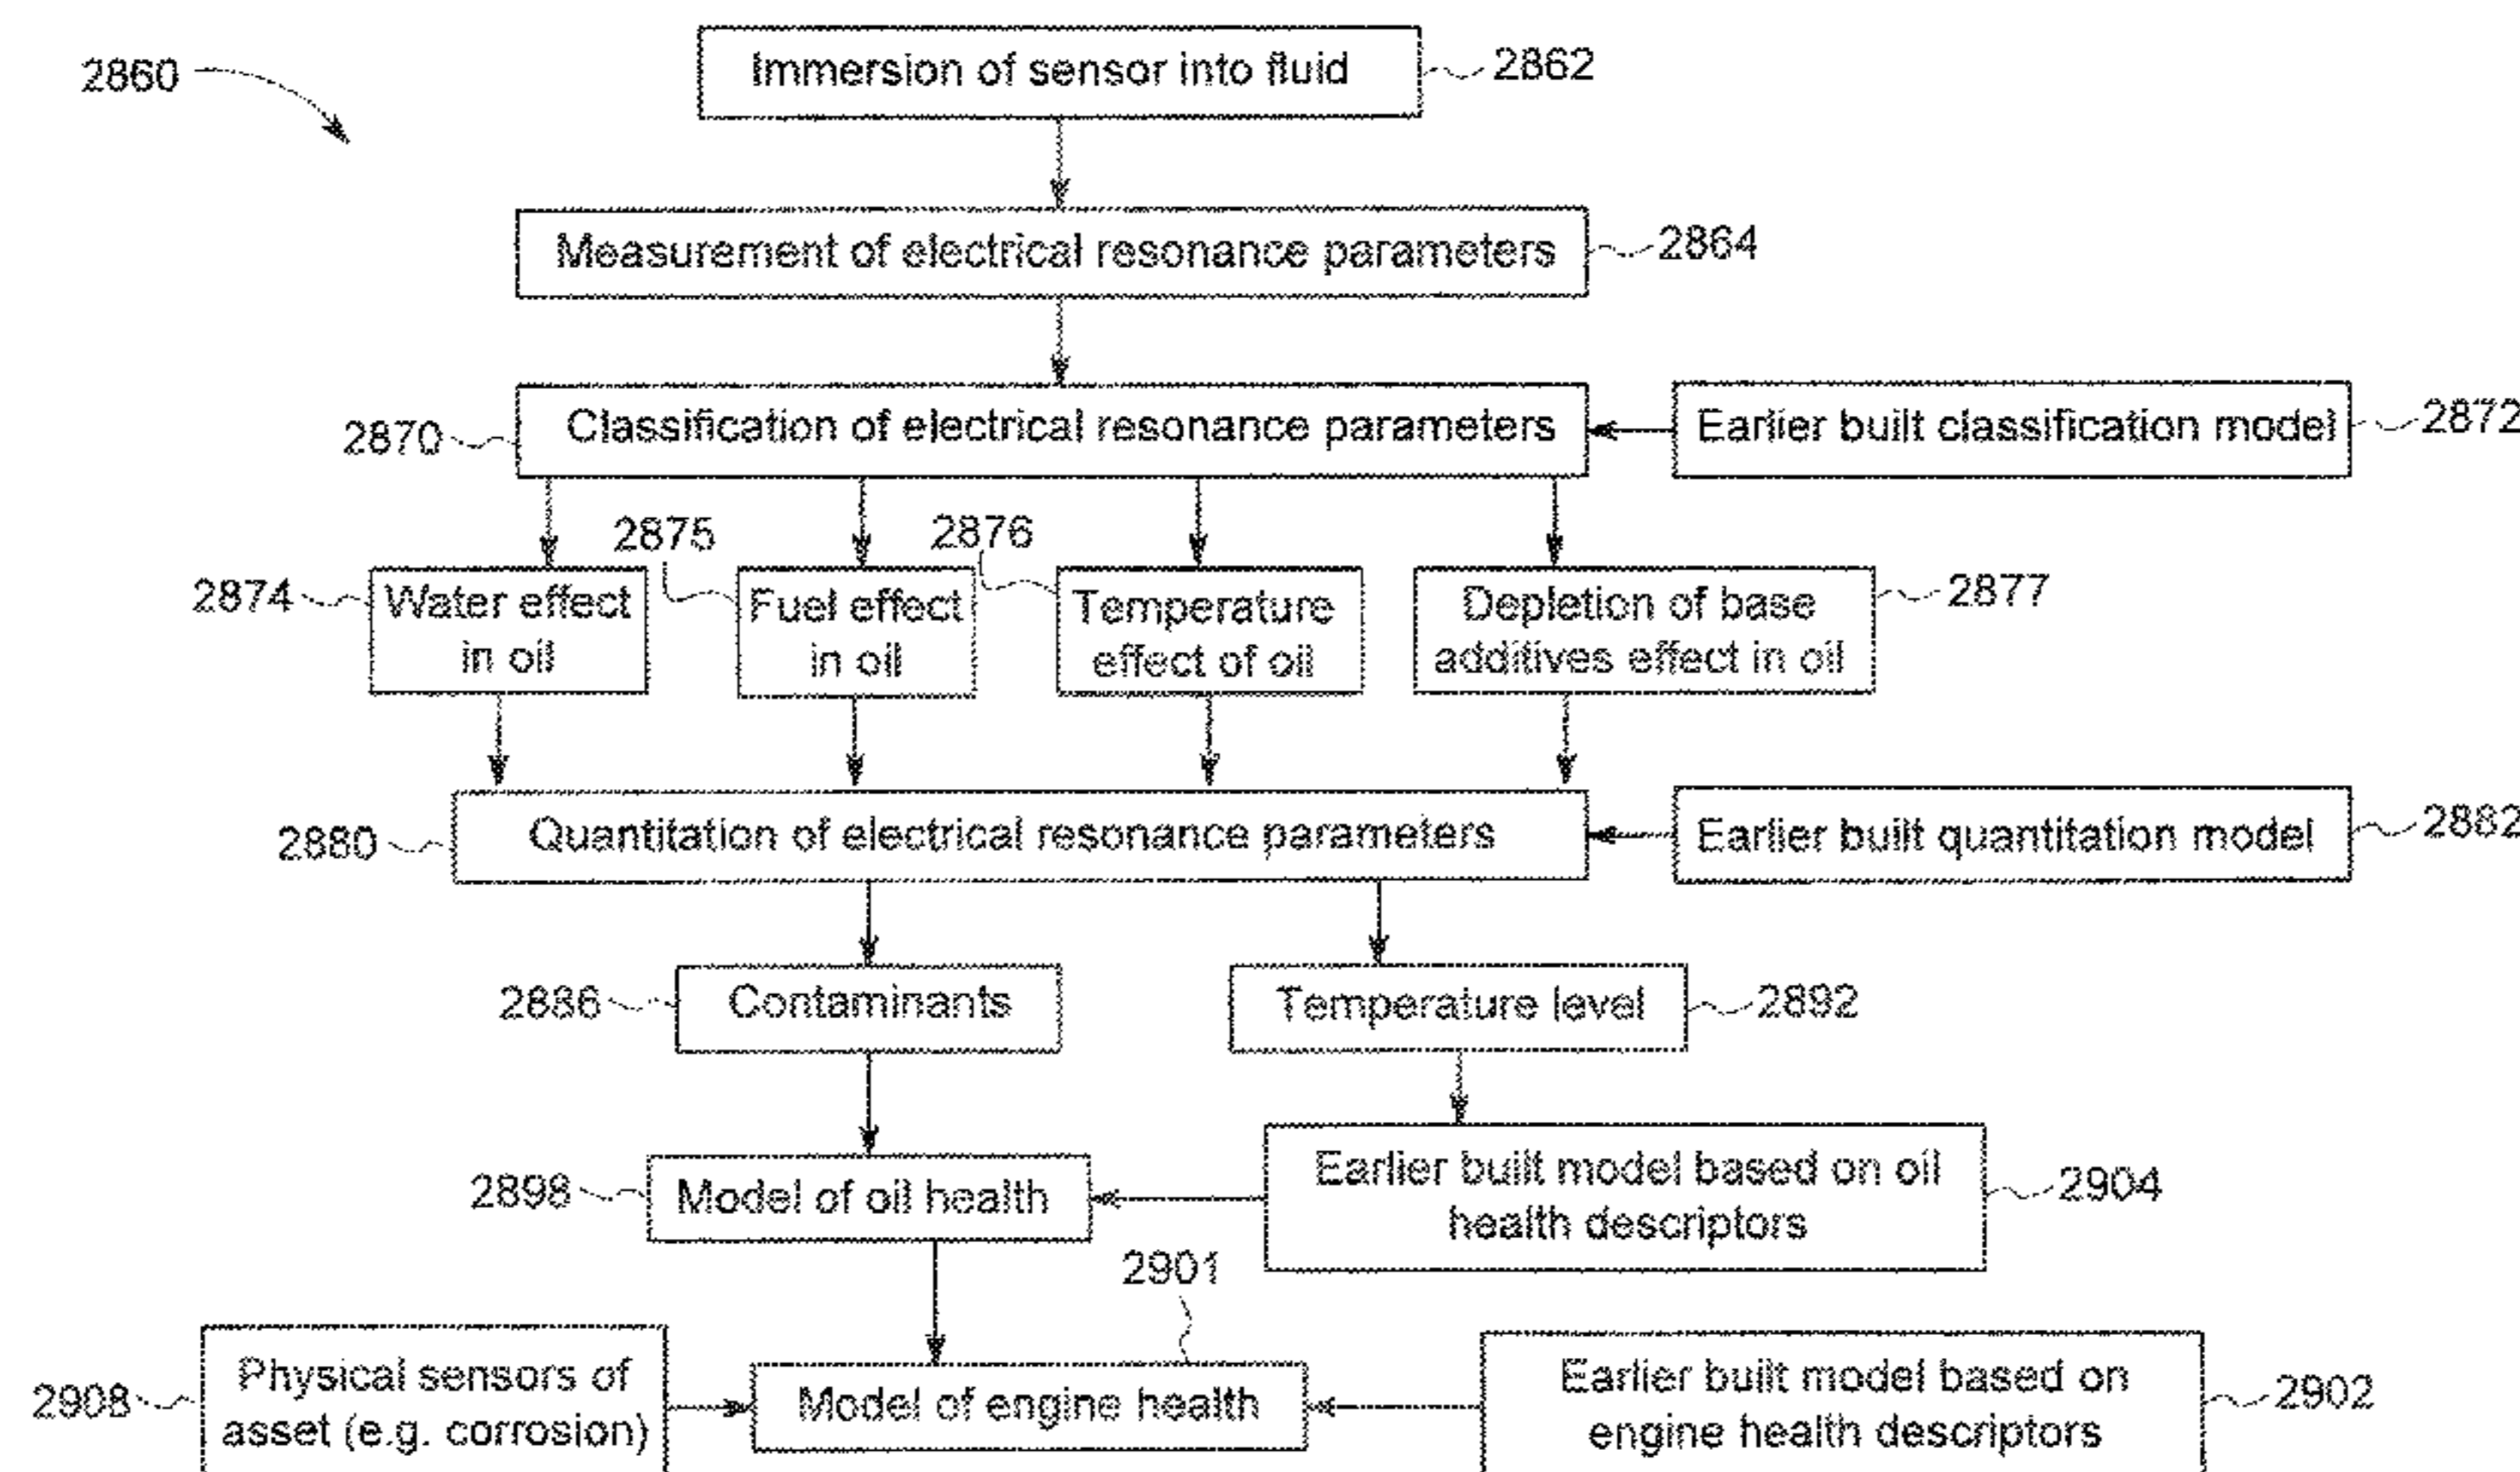 2860
Immersion of sensor into fluid
2862
Measurement of electrical resonance parameters
2864
2870
Classification of electrical resonance parameters
Earlier built classification model
2872
2875
2876
2874
Water effect
in oil
Fuel effect
in oil
Temperature
effect of oil
Depletion of base
additives effect in oil
2877
2880
Quantitation of electrical resonance parameters
Earlier built quantitation model
2882
2886
Contaminants
Temperature level
2892
2898
Model of oil health
Earlier built model based on oil
health descriptors
2904
2901
2908
Physical sensors of
asset (e.g. corrosion)
Model of engine health
Earlier built model based on
engine health descriptors
2902